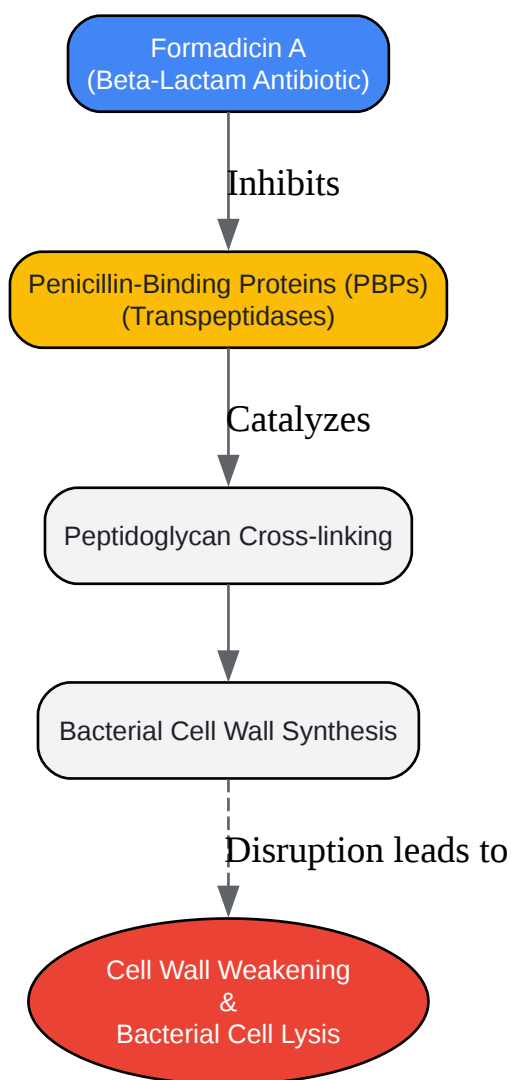 Formadicin A
(Beta-Lactam Antibiotic)
Inhibits
Penicillin-Binding Proteins (PBPs)
(Transpeptidases)
Catalyzes
Peptidoglycan Cross-linking
Bacterial Cell Wall Synthesis
Disruption leads to
Cell Wall Weakening
&
Bacterial Cell Lysis